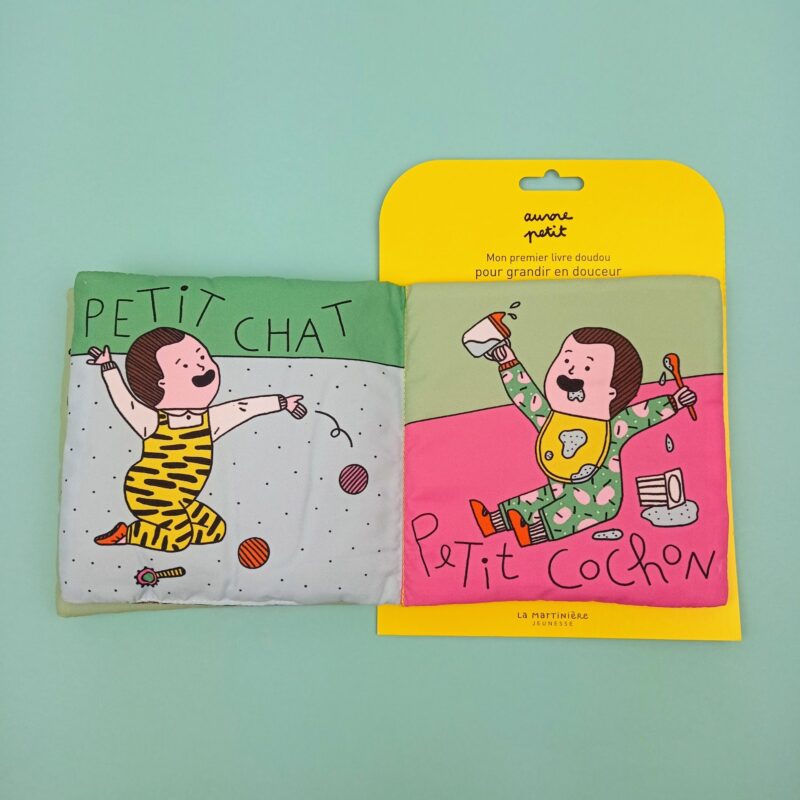 aurore
petit
Mon premier livre doudou
pour grandir en douceur
PETIT CHAT
PETIT COCHON
LA MARTINIÈRE
JEUNESSE